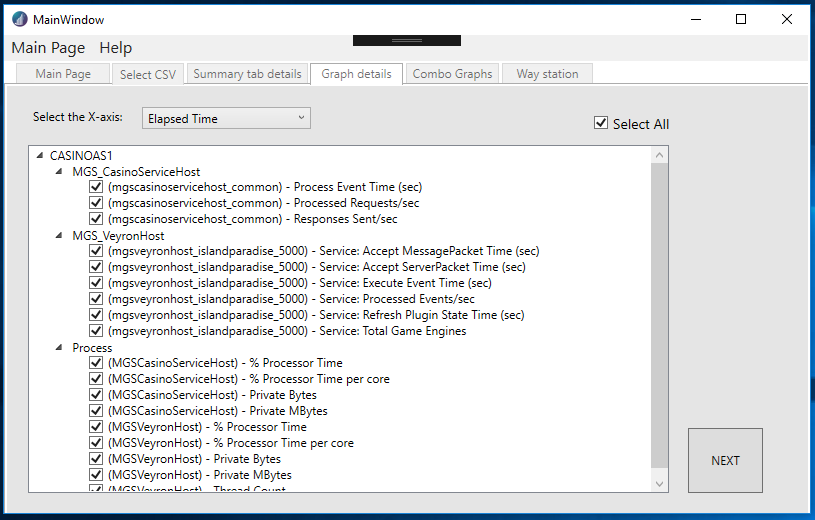 MainWindow
Main Page Help
Main Page Select CSV Summary tab details Graph details Combo Graphs Way station
Select the X-axis: Elapsed Time
Select All
CASINOAS1
MGS_CasinoServiceHost
(mgscasinoservicehost_common) - Process Event Time (sec)
(mgscasinoservicehost_common) - Processed Requests/sec
(mgscasinoservicehost_common) - Responses Sent/sec
MGS_VeyronHost
(mgsveyronhost_islandparadise_5000) - Service: Accept MessagePacket Time (sec)
(mgsveyronhost_islandparadise_5000) - Service: Accept ServerPacket Time (sec)
(mgsveyronhost_islandparadise_5000) - Service: Execute Event Time (sec)
(mgsveyronhost_islandparadise_5000) - Service: Processed Events/sec
(mgsveyronhost_islandparadise_5000) - Service: Refresh Plugin State Time (sec)
(mgsveyronhost_islandparadise_5000) - Service: Total Game Engines
Process
(MGSCasinoServiceHost) - % Processor Time
(MGSCasinoServiceHost) - % Processor Time per core
(MGSCasinoServiceHost) - Private Bytes
(MGSCasinoServiceHost) - Private MBytes
(MGSVeyronHost) - % Processor Time
(MGSVeyronHost) - % Processor Time per core
(MGSVeyronHost) - Private Bytes
(MGSVeyronHost) - Private MBytes
(MGSVeyronHost) - Thread Count
NEXT